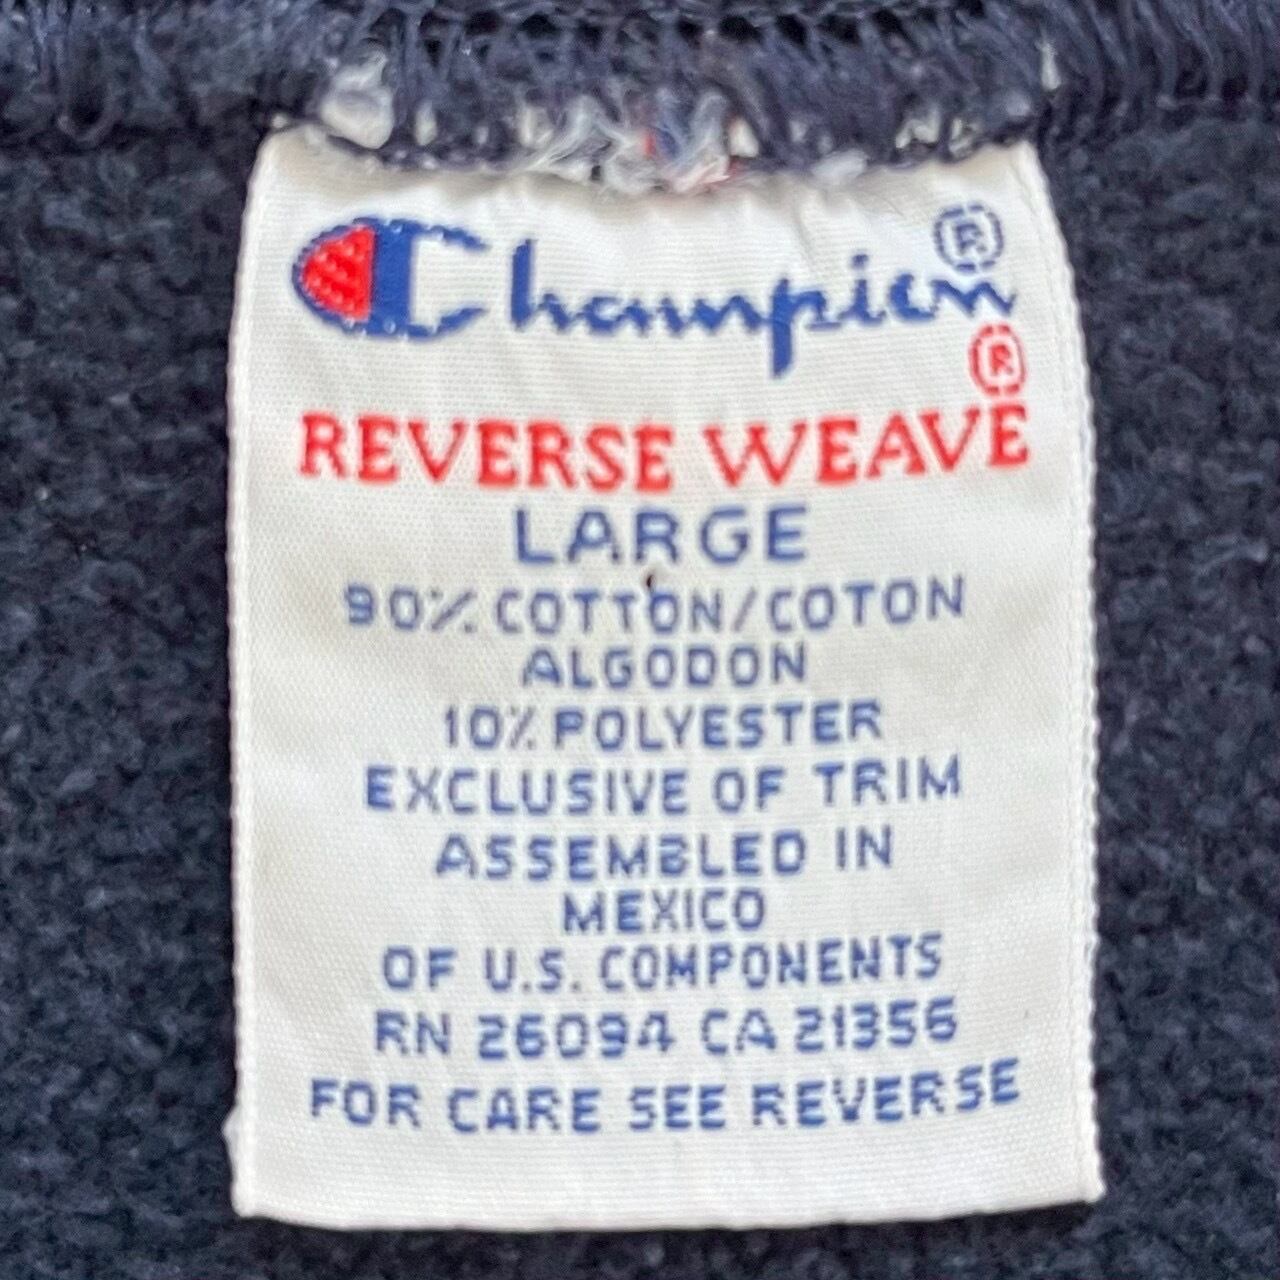 Champion®
REVERSE WEAVE®
LARGE
90% COTTON/COTON
ALGODON
10% POLYESTER
EXCLUSIVE OF TRIM
ASSEMBLED IN
MEXICO
OF U.S. COMPONENTS
RN 26094 CA 21356
FOR CARE SEE REVERSE